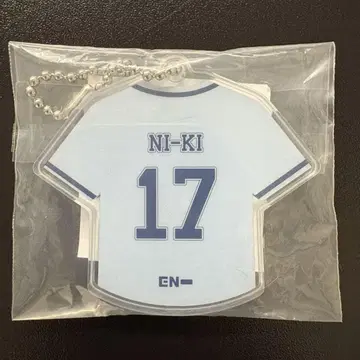 NI-KI
17
EN-